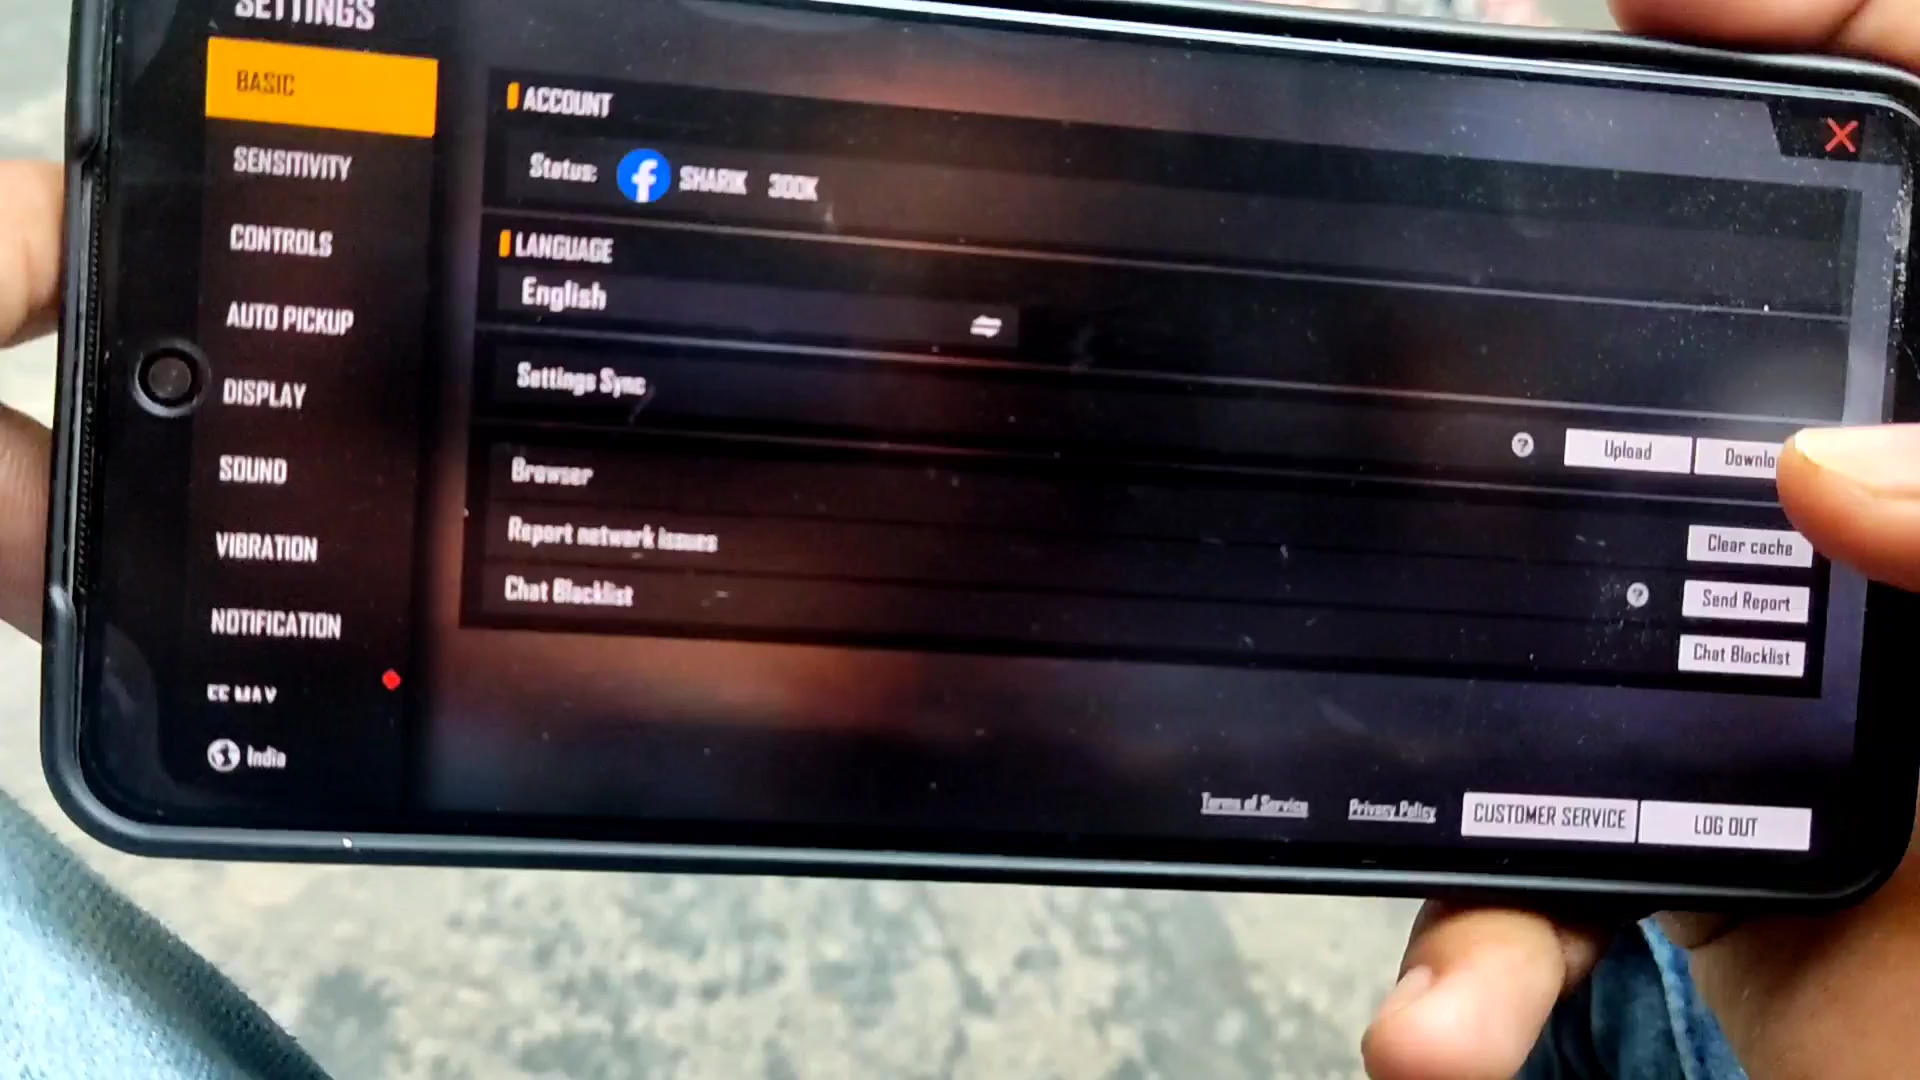 SETTINGS
BASIC
SENSITIVITY
CONTROLS
AUTO PICKUP
DISPLAY
SOUND
VIBRATION
NOTIFICATION
India
ACCOUNT
Status: SHARIK 300K
LANGUAGE
English
Settings Sync
? Upload Downlo
Browser
Clear cache
Report network issues
? Send Report
Chat Blacklist
Chat Blacklist
Terms of Service Privacy Policy CUSTOMER SERVICE LOG OUT